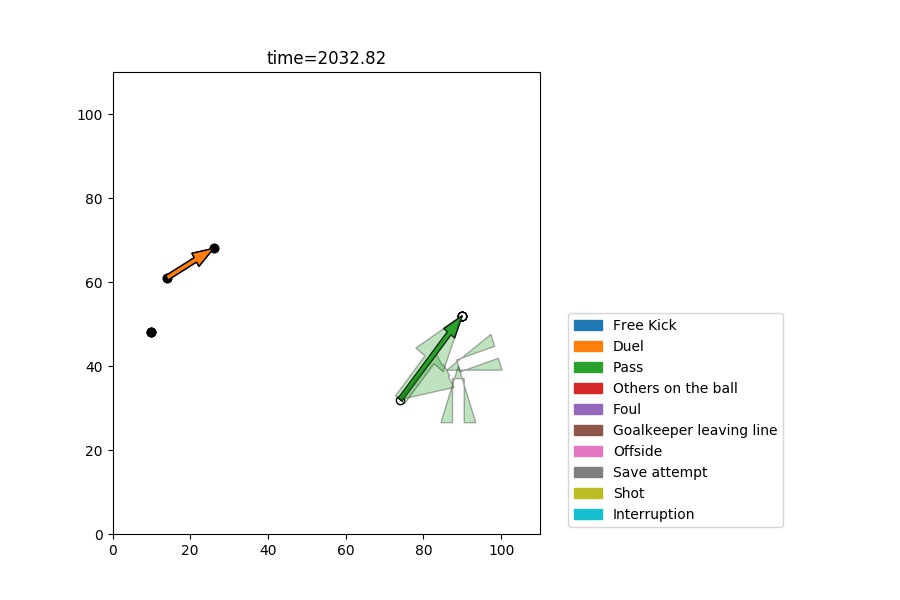 time=2032.82
100
80
60
40
20
0
0 20 40 60 80 100
Free Kick
Duel
Pass
Others on the ball
Foul
Goalkeeper leaving line
Offside
Save attempt
Shot
Interruption